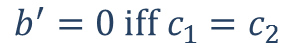 b′ = 0 iff c₁ = c₂